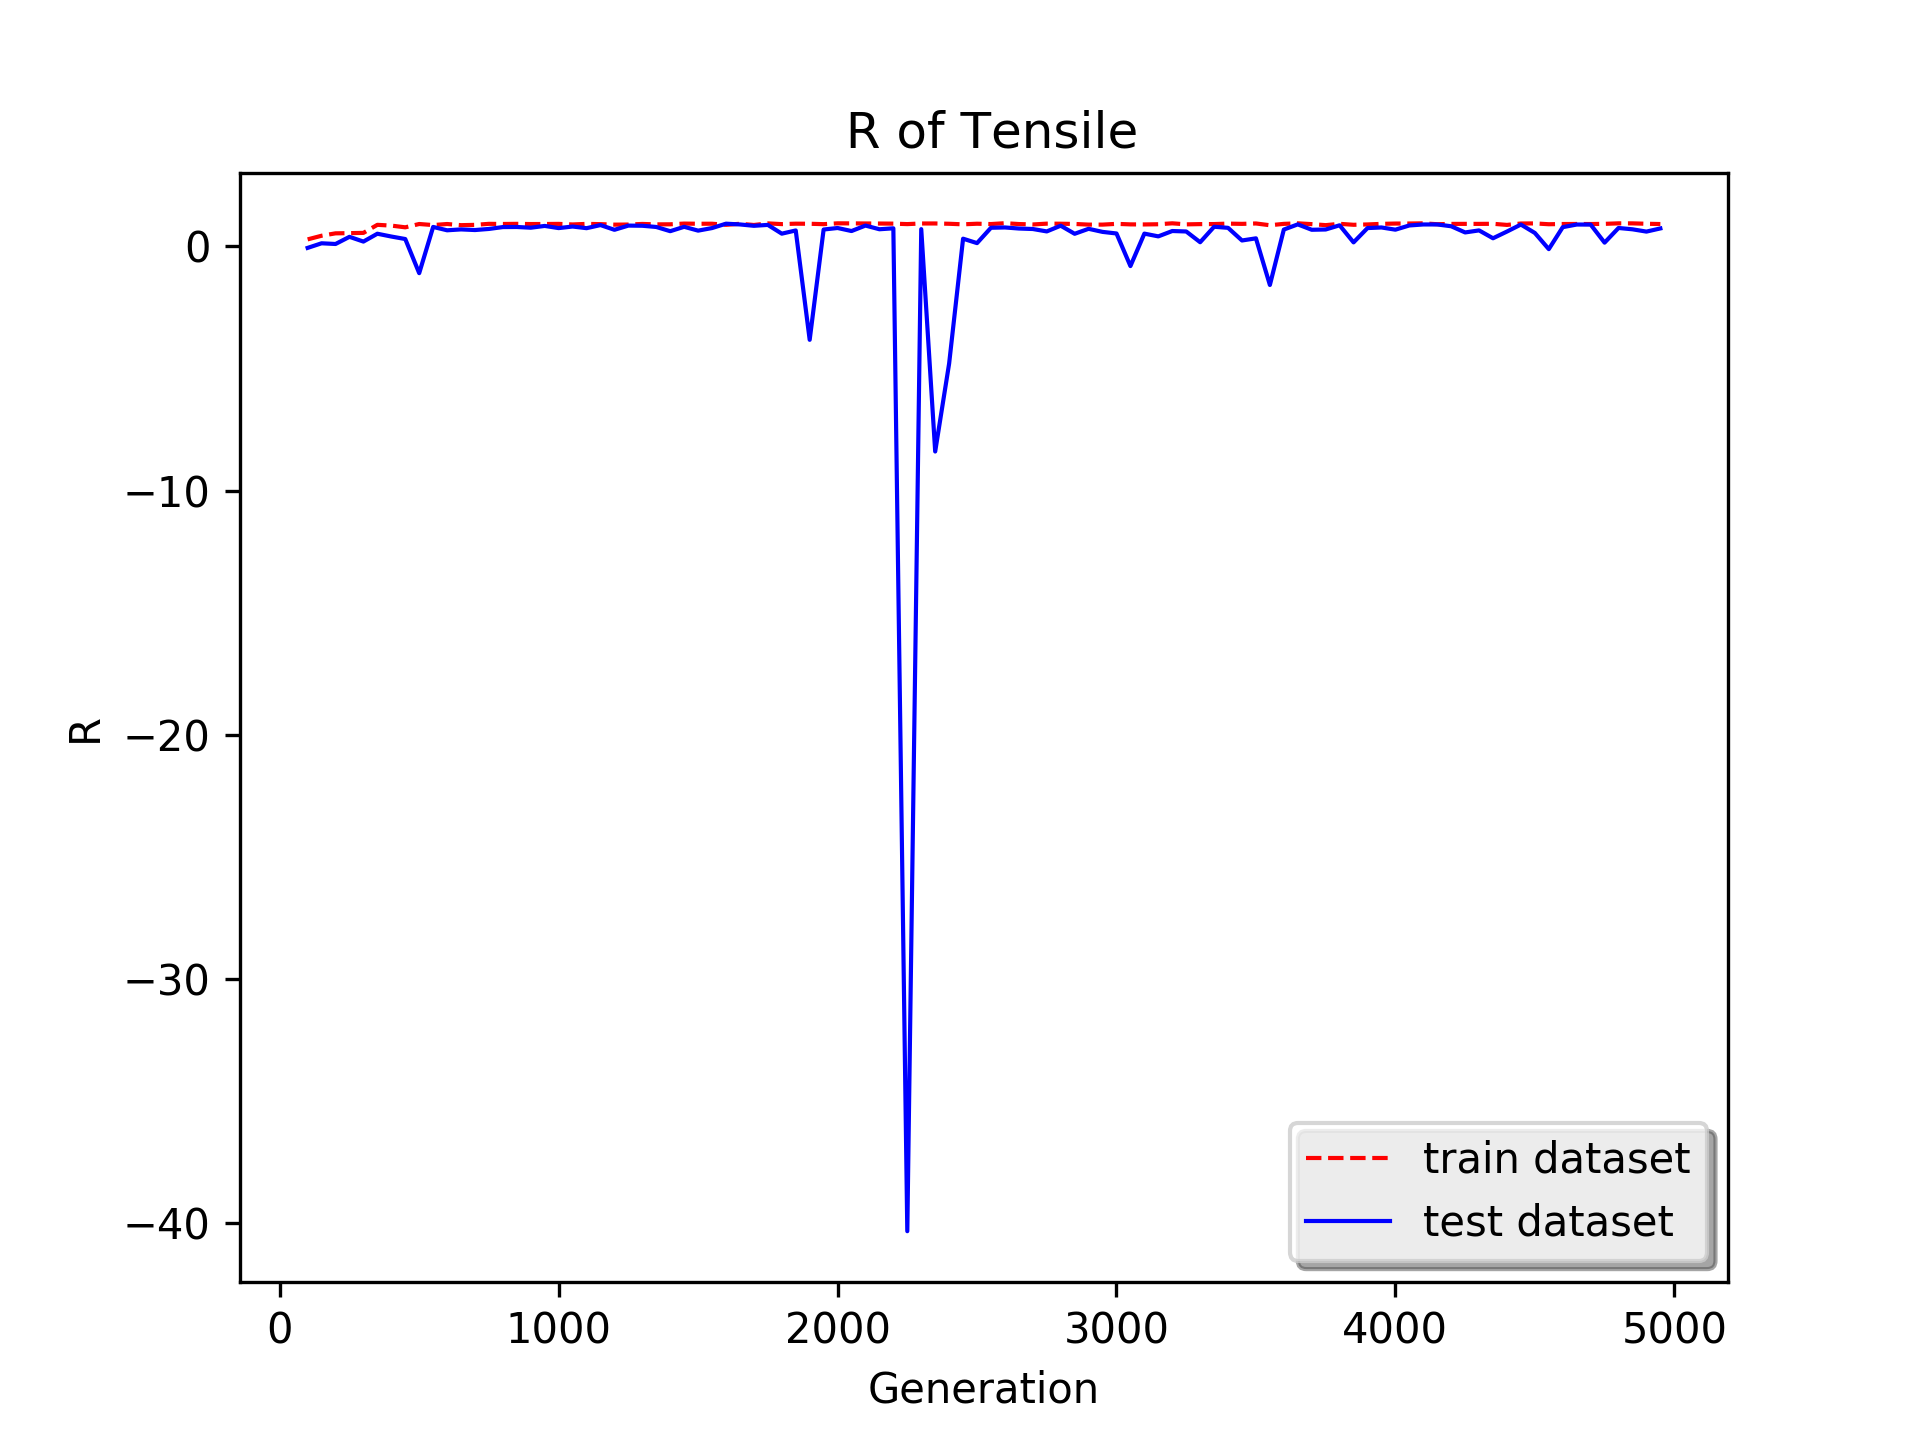 R of Tensile
0
−10
−20
−30
−40
R
train dataset
test dataset
0 1000 2000 3000 4000 5000
Generation